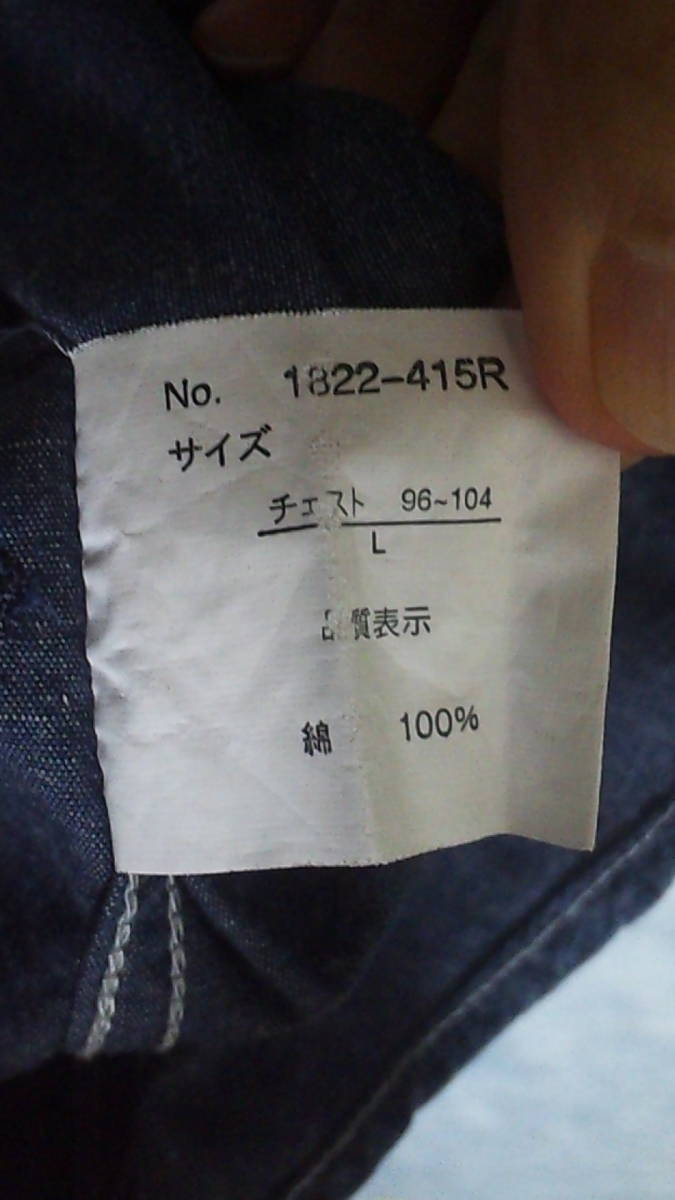 No. 1822-415R
サイズ
チェスト 96~104
L
品質表示
綿 100%